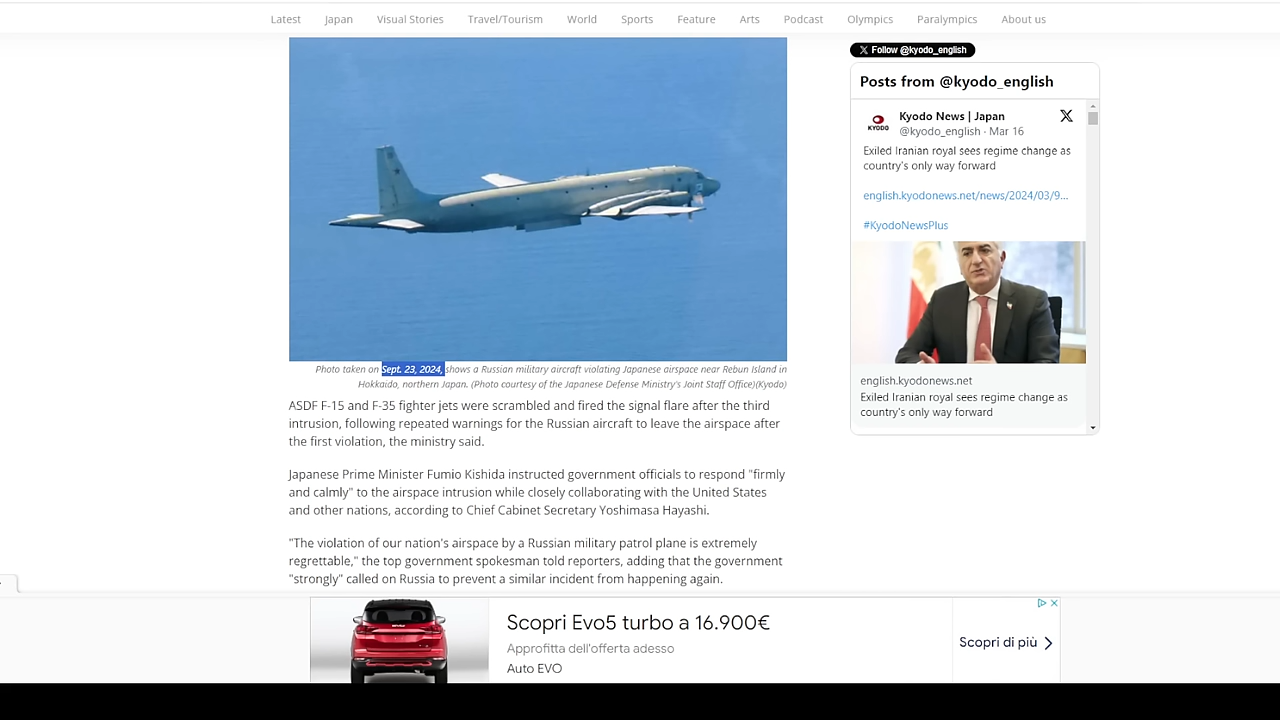 Latest Japan Visual Stories Travel/Tourism World Sports Feature Arts Podcast Olympics Paralympics About us
Photo taken on Sept. 23, 2024, shows a Russian military aircraft violating Japanese airspace near Rebun Island in
Hokkaido, northern Japan. (Photo courtesy of the Japanese Defense Ministry's Joint Staff Office)(Kyodo)
ASDF F-15 and F-35 fighter jets were scrambled and fired the signal flare after the third
intrusion, following repeated warnings for the Russian aircraft to leave the airspace after
the first violation, the ministry said.
Japanese Prime Minister Fumio Kishida instructed government officials to respond "firmly
and calmly" to the airspace intrusion while closely collaborating with the United States
and other nations, according to Chief Cabinet Secretary Yoshimasa Hayashi.
"The violation of our nation's airspace by a Russian military patrol plane is extremely
regrettable," the top government spokesman told reporters, adding that the government
"strongly" called on Russia to prevent a similar incident from happening again.
Follow @kyodo_english
Posts from @kyodo_english
KYODO
Kyodo News | Japan
@kyodo_english · Mar 16
Exiled Iranian royal sees regime change as
country's only way forward
english.kyodonews.net/news/2024/03/9...
#KyodoNewsPlus
english.kyodonews.net
Exiled Iranian royal sees regime change as
country's only way forward
Scopri Evo5 turbo a 16.900€
Approfitta dell'offerta adesso
Auto EVO
Scopri di più